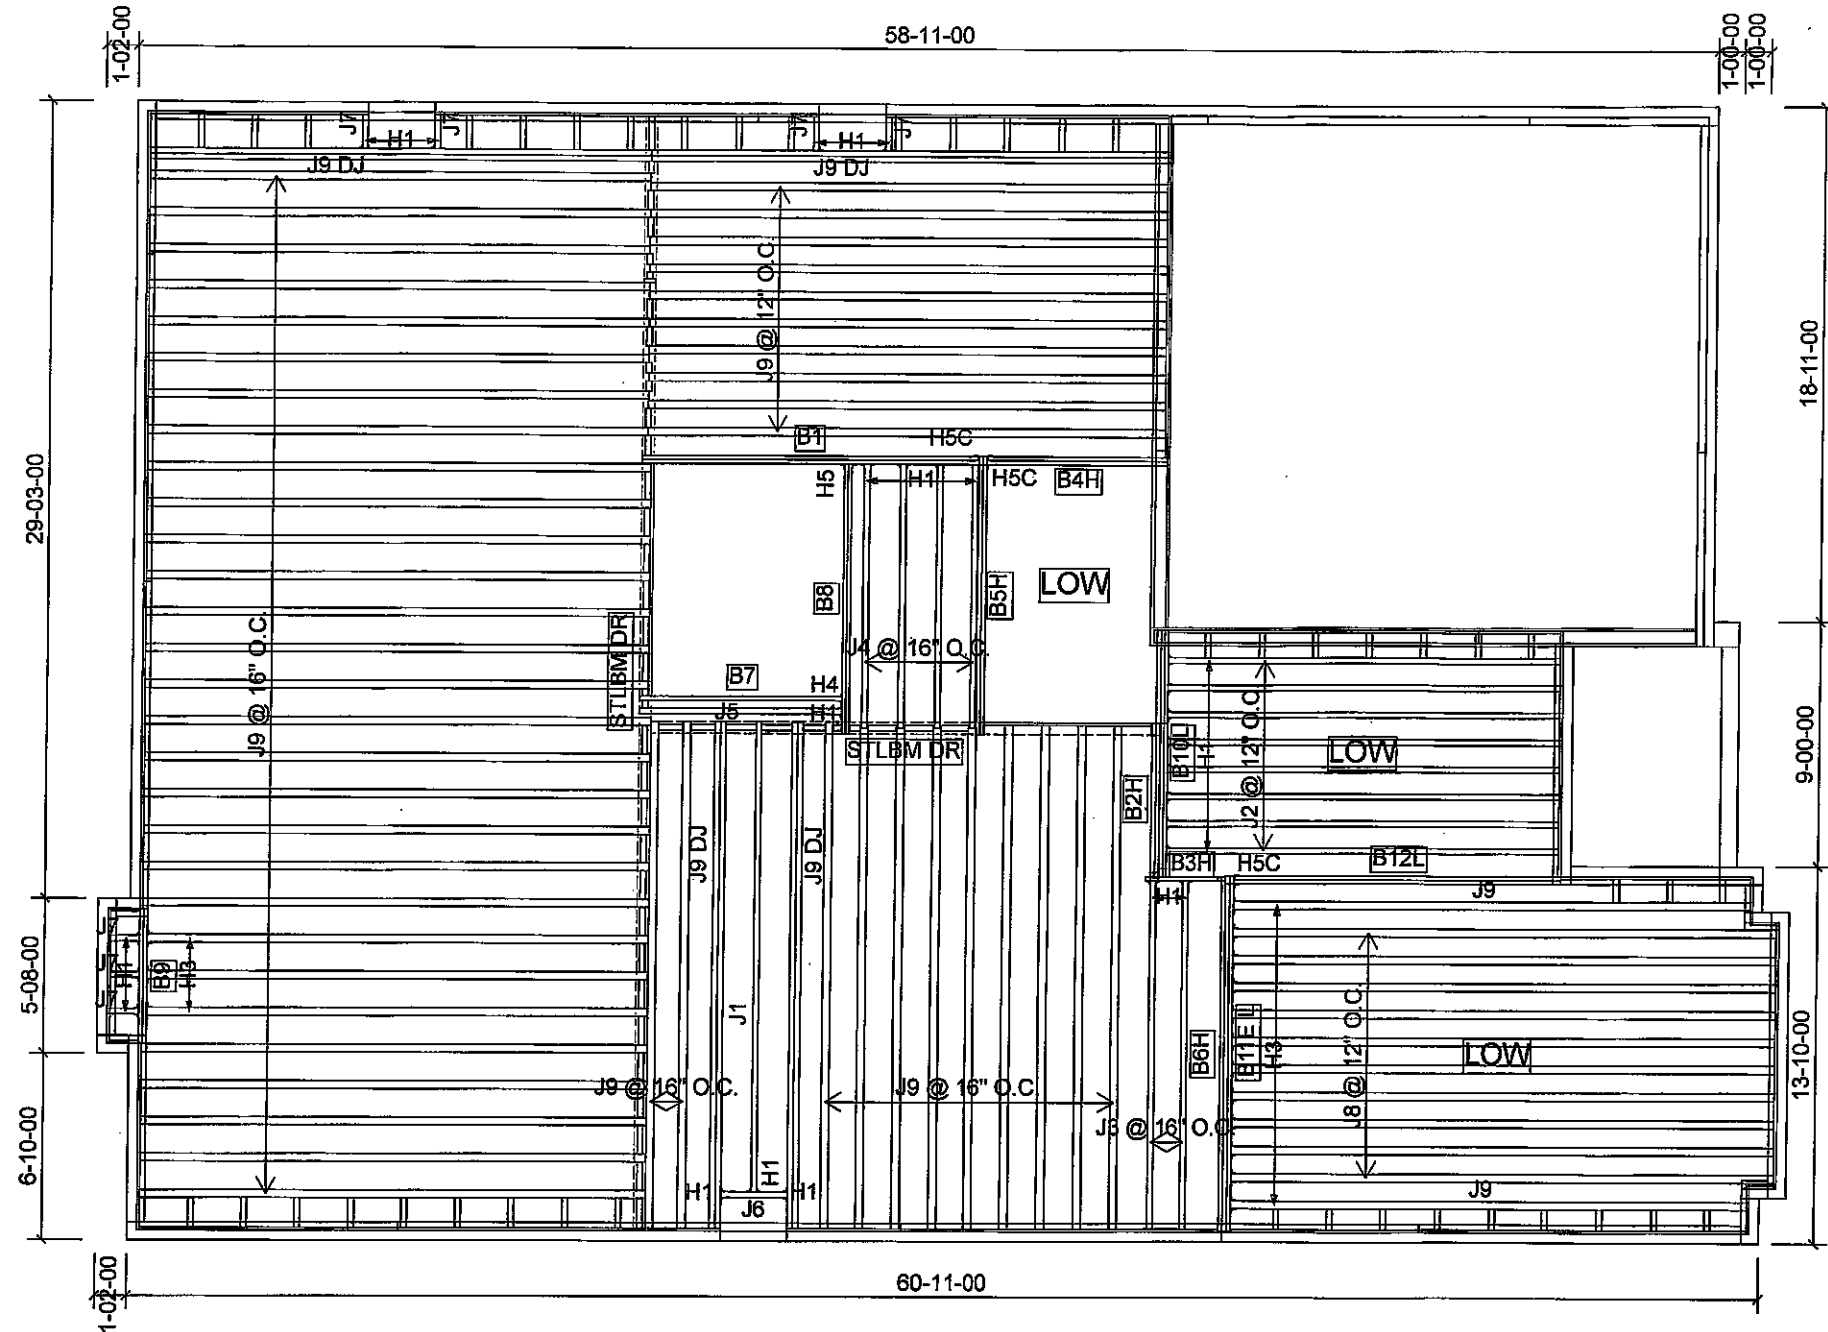 1-02-00
58-11-00
1-00-00
1-00-00
J7
H1
J7
J7
H1
J7
J9 DJ
J9 DJ
J9 @ 12" O.C
18-11-00
29-03-00
B1
H5C
H5
H1
H5C
B4H
LOW
B8
B5H
STLBM DR
J9 @ 16" O.C.
J4 @ 16" O.C.
B7
H4
J5
H1
STLBM DR
B10L
H1
J2 @ 12" O.C.
LOW
9-00-00
B2H
J9 DJ
J9 DJ
B3H
H5C
B12L
H1
J9
5-08-00
J7
J7
J7
H1
B9
H3
J1
B6H
B11E L
H3
J8 @ 12" O.C.
LOW
13-10-00
J9 @ 16" O.C.
J9 @ 16" O.C.
J3 @ 16" O.C.
6-10-00
H1
H1
H1
J6
J9
1-02-00
60-11-00